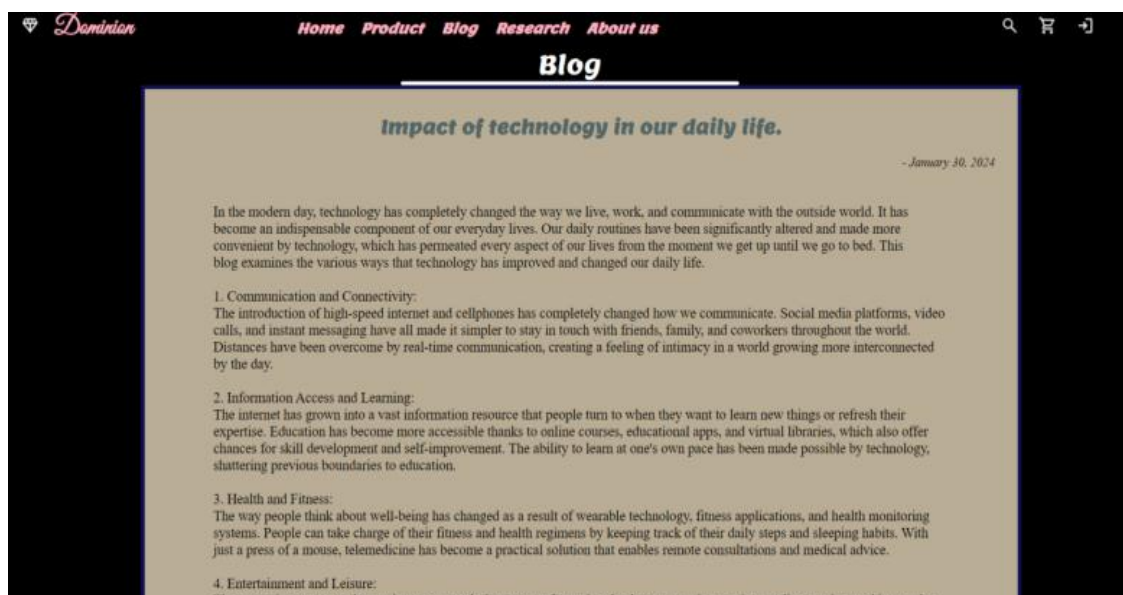 Dominion
Home Product Blog Research About us
Blog
Impact of technology in our daily life.
- January 30, 2024
In the modern day, technology has completely changed the way we live, work, and communicate with the outside world. It has
become an indispensable component of our everyday lives. Our daily routines have been significantly altered and made more
convenient by technology, which has permeated every aspect of our lives from the moment we get up until we go to bed. This
blog examines the various ways that technology has improved and changed our daily life.
1. Communication and Connectivity:
The introduction of high-speed internet and cellphones has completely changed how we communicate. Social media platforms, video
calls, and instant messaging have all made it simpler to stay in touch with friends, family, and coworkers throughout the world.
Distances have been overcome by real-time communication, creating a feeling of intimacy in a world growing more interconnected
by the day.
2. Information Access and Learning:
The internet has grown into a vast information resource that people turn to when they want to learn new things or refresh their
expertise. Education has become more accessible thanks to online courses, educational apps, and virtual libraries, which also offer
chances for skill development and self-improvement. The ability to learn at one's own pace has been made possible by technology,
shattering previous boundaries to education.
3. Health and Fitness:
The way people think about well-being has changed as a result of wearable technology, fitness applications, and health monitoring
systems. People can take charge of their fitness and health regimens by keeping track of their daily steps and sleeping habits. With
just a press of a mouse, telemedicine has become a practical solution that enables remote consultations and medical advice.
4. Entertainment and Leisure: